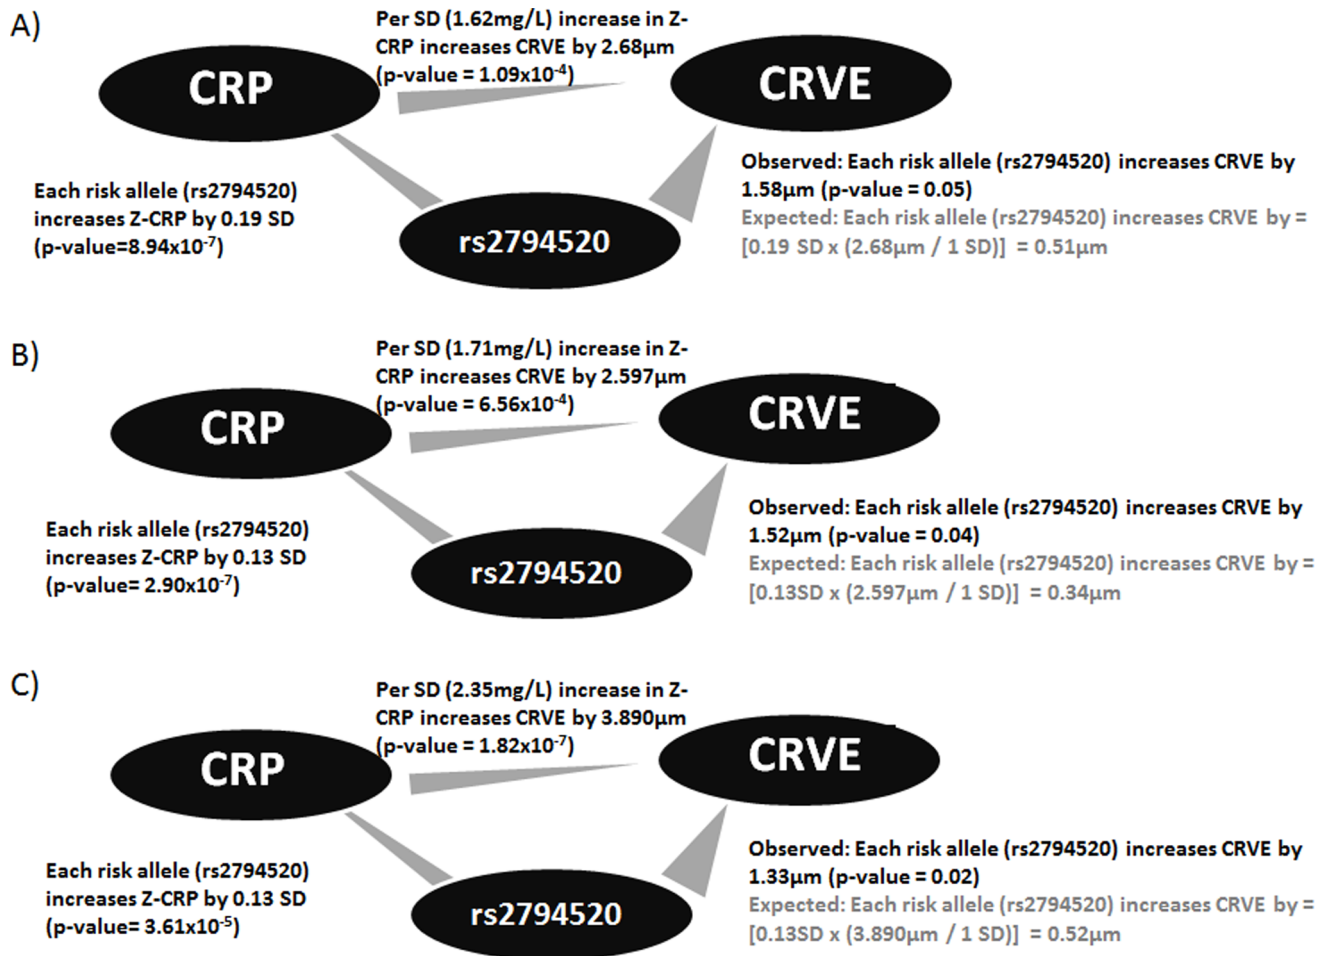 A)
Per SD (1.62mg/L) increase in Z-
CRP increases CRVE by 2.68µm
(p-value = 1.09x10⁻⁴)
CRP
CRVE
Each risk allele (rs2794520)
increases Z-CRP by 0.19 SD
(p-value=8.94x10⁻⁷)
rs2794520
Observed: Each risk allele (rs2794520) increases CRVE by
1.58µm (p-value = 0.05)
Expected: Each risk allele (rs2794520) increases CRVE by =
[0.19 SD x (2.68µm / 1 SD)] = 0.51µm
B)
Per SD (1.71mg/L) increase in Z-
CRP increases CRVE by 2.597µm
(p-value = 6.56x10⁻⁴)
CRP
CRVE
Each risk allele (rs2794520)
increases Z-CRP by 0.13 SD
(p-value= 2.90x10⁻⁷)
rs2794520
Observed: Each risk allele (rs2794520) increases CRVE by
1.52µm (p-value = 0.04)
Expected: Each risk allele (rs2794520) increases CRVE by =
[0.13SD x (2.597µm / 1 SD)] = 0.34µm
C)
Per SD (2.35mg/L) increase in Z-
CRP increases CRVE by 3.890µm
(p-value = 1.82x10⁻⁷)
CRP
CRVE
Each risk allele (rs2794520)
increases Z-CRP by 0.13 SD
(p-value= 3.61x10⁻⁵)
rs2794520
Observed: Each risk allele (rs2794520) increases CRVE by
1.33µm (p-value = 0.02)
Expected: Each risk allele (rs2794520) increases CRVE by =
[0.13SD x (3.890µm / 1 SD)] = 0.52µm